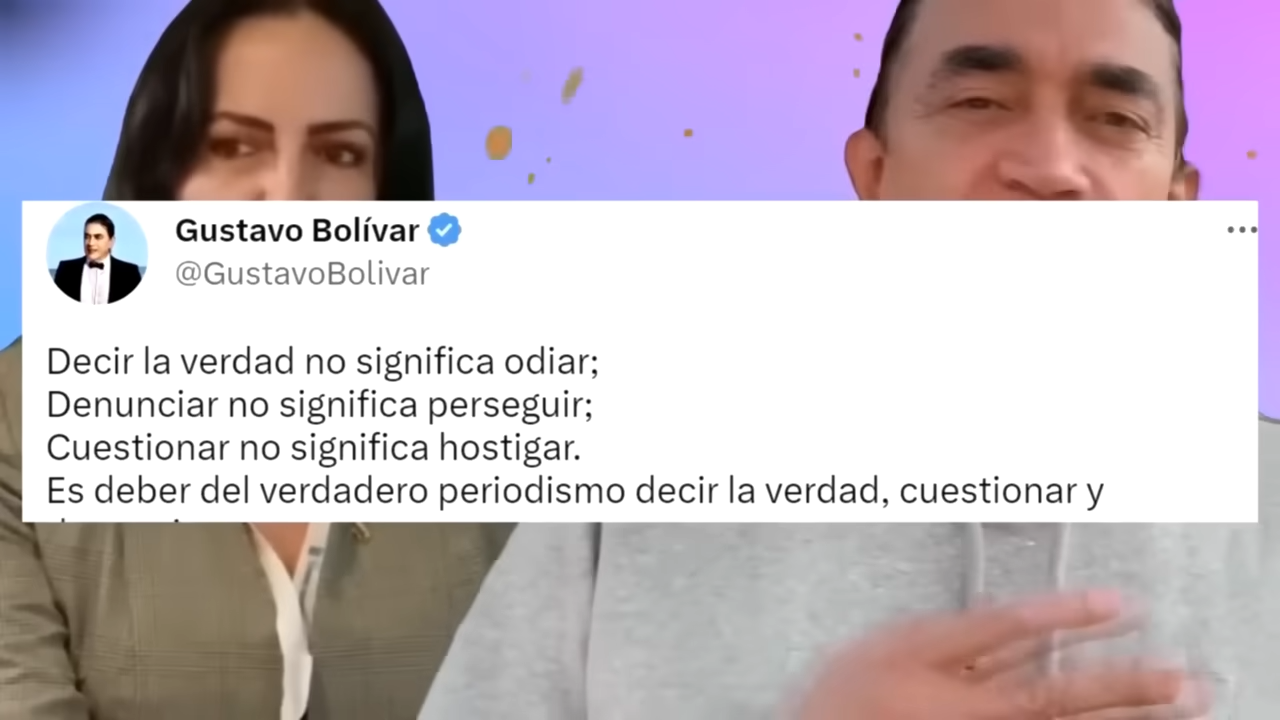 Gustavo Bolívar
@GustavoBolivar
Decir la verdad no significa odiar;
Denunciar no significa perseguir;
Cuestionar no significa hostigar.
Es deber del verdadero periodismo decir la verdad, cuestionar y